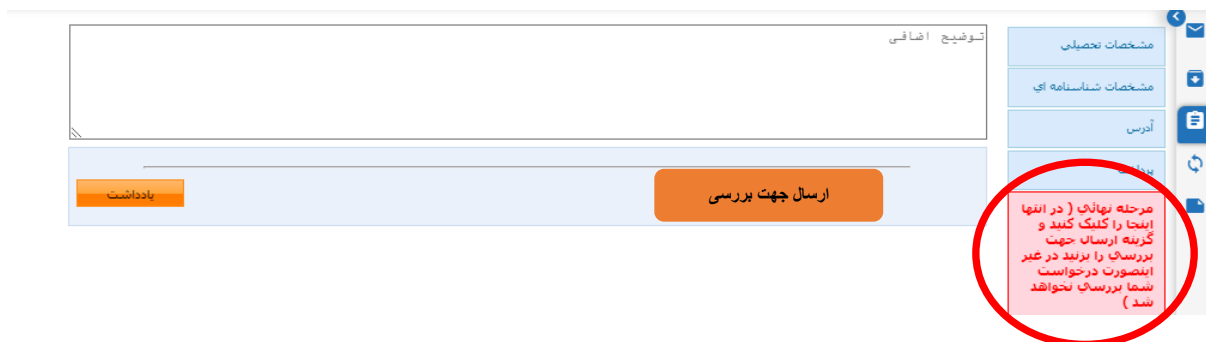 توضیح اضافی
مشخصات تحصیلی
مشخصات شناسنامه اي
آدرس
پرداخت
ارسال جهت بررسی
یادداشت
مرحله نهائي ( در انتها
اینجا را کلیک کنید و
گزینه ارسال جهت
بررسي را بزنید در غیر
اینصورت درخواست
شما بررسي نخواهد
شد )